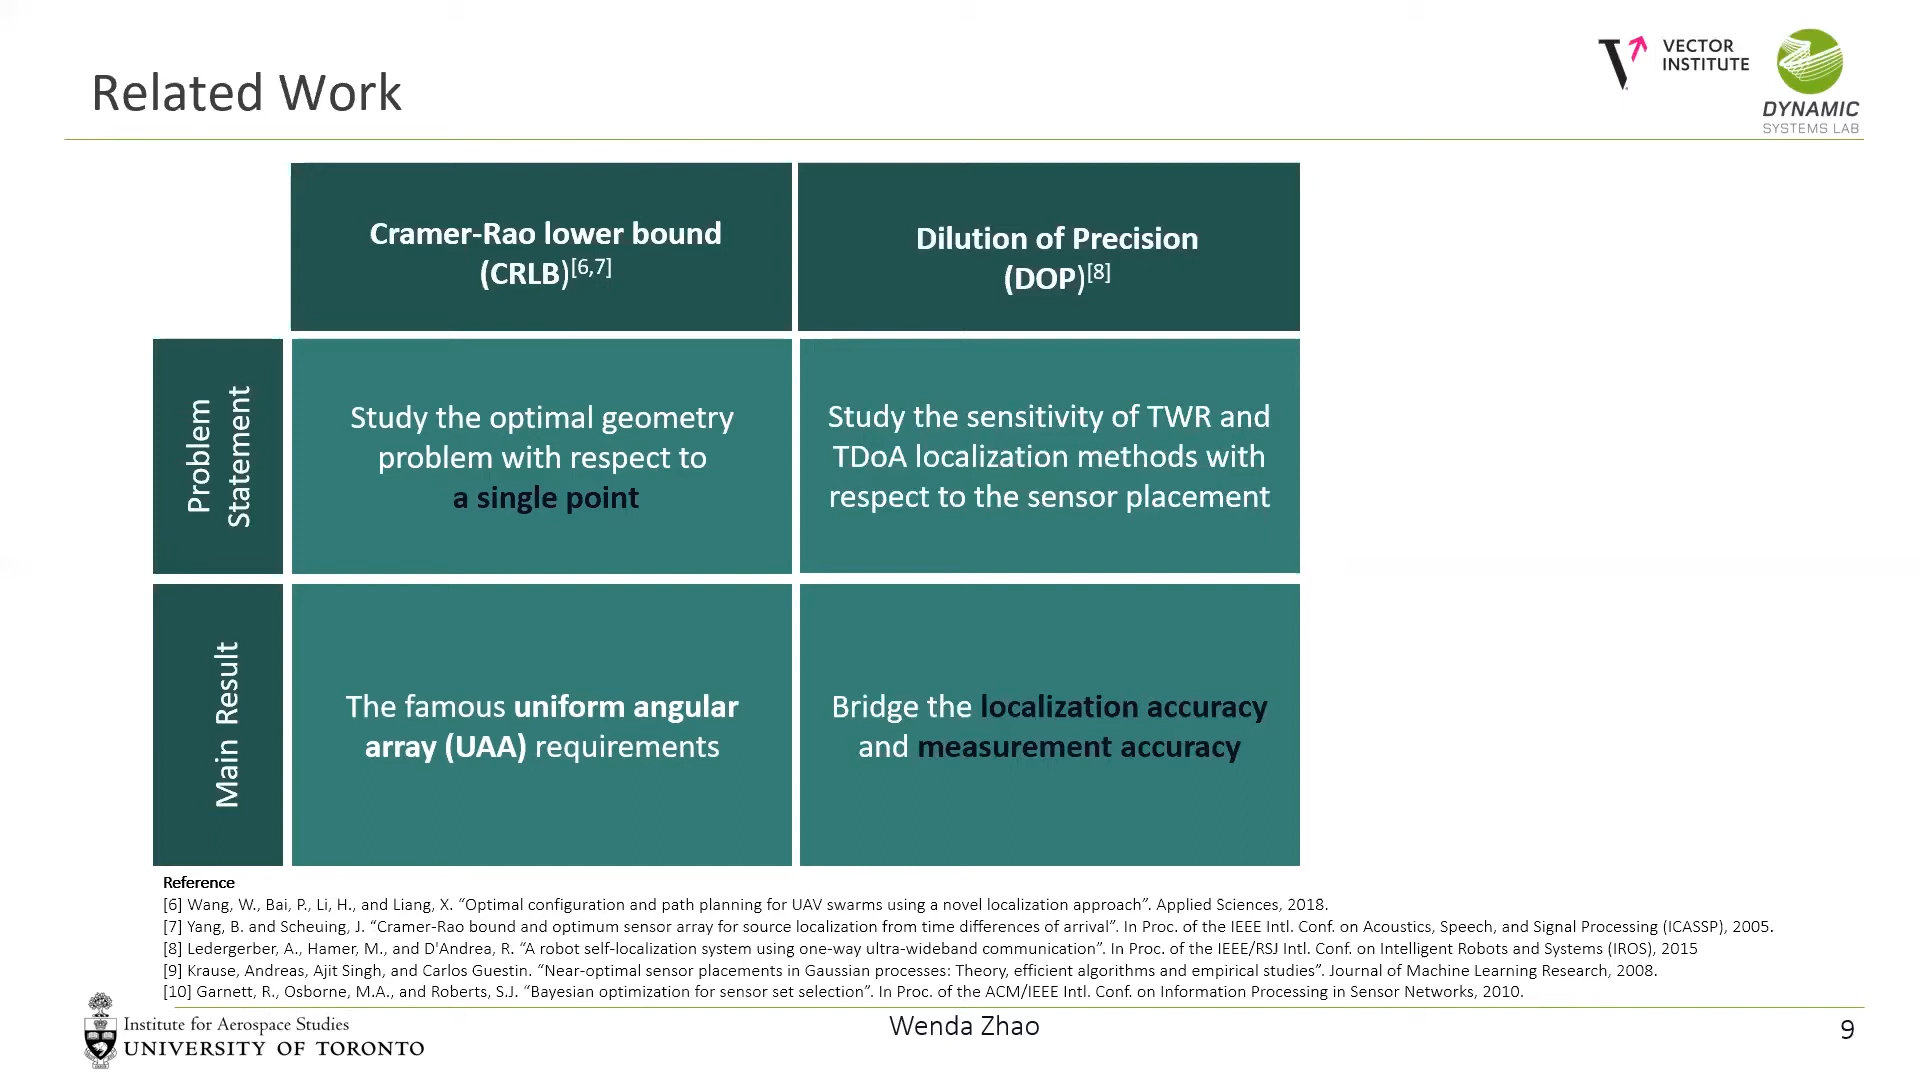 Related Work
VECTOR
INSTITUTE
DYNAMIC
SYSTEMS LAB
Cramer-Rao lower bound
(CRLB)[6,7]
Dilution of Precision
(DOP)[8]
Problem
Statement
Study the optimal geometry
problem with respect to
a single point
Study the sensitivity of TWR and
TDoA localization methods with
respect to the sensor placement
Main Result
The famous uniform angular
array (UAA) requirements
Bridge the localization accuracy
and measurement accuracy
Reference
[6] Wang, W., Bai, P., Li, H., and Liang, X. “Optimal configuration and path planning for UAV swarms using a novel localization approach”. Applied Sciences, 2018.
[7] Yang, B. and Scheuing, J. “Cramer-Rao bound and optimum sensor array for source localization from time differences of arrival”. In Proc. of the IEEE Intl. Conf. on Acoustics, Speech, and Signal Processing (ICASSP), 2005.
[8] Ledergerber, A., Hamer, M., and D'Andrea, R. “A robot self-localization system using one-way ultra-wideband communication”. In Proc. of the IEEE/RSJ Intl. Conf. on Intelligent Robots and Systems (IROS), 2015
[9] Krause, Andreas, Ajit Singh, and Carlos Guestin. “Near-optimal sensor placements in Gaussian processes: Theory, efficient algorithms and empirical studies”. Journal of Machine Learning Research, 2008.
[10] Garnett, R., Osborne, M.A., and Roberts, S.J. “Bayesian optimization for sensor set selection”. In Proc. of the ACM/IEEE Intl. Conf. on Information Processing in Sensor Networks, 2010.
Institute for Aerospace Studies
UNIVERSITY OF TORONTO
Wenda Zhao
9